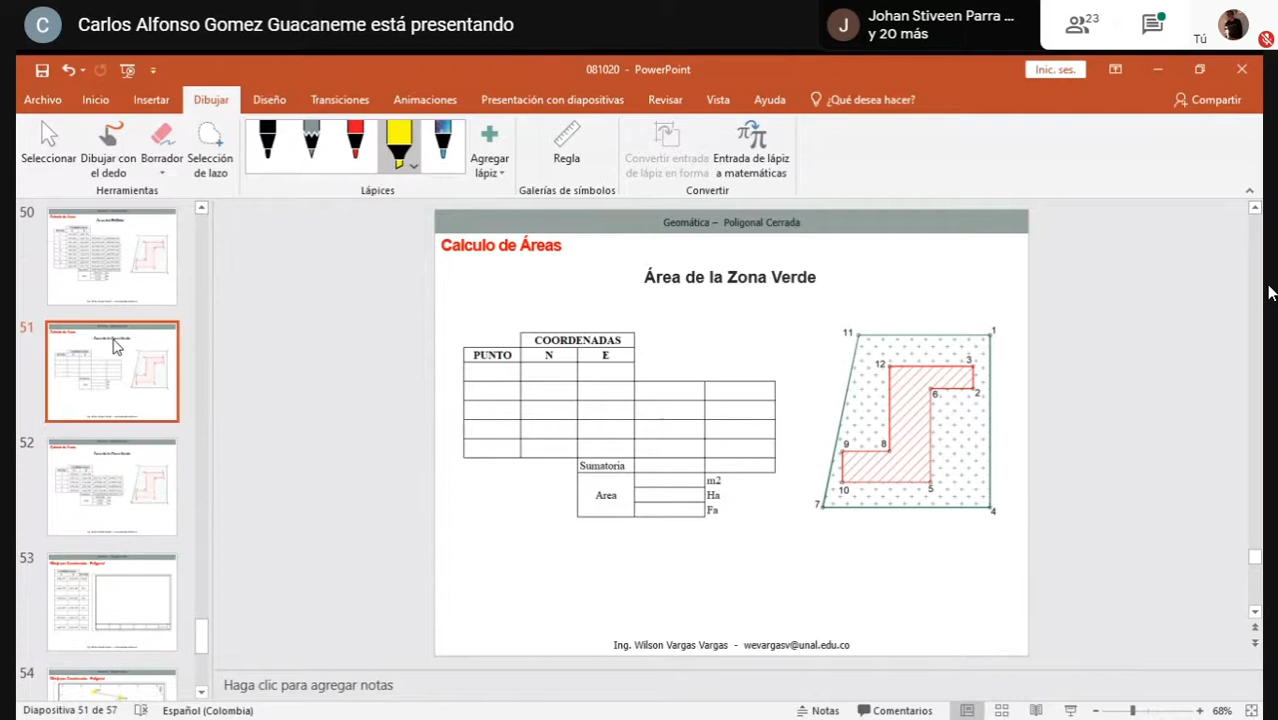 C Carlos Alfonso Gomez Guacaneme está presentando
J Johan Stiveen Parra ...
y 20 más
23
Tú
081020 - PowerPoint
Inic. ses.
Archivo Inicio Insertar Dibujar Diseño Transiciones Animaciones Presentación con diapositivas Revisar Vista Ayuda ¿Qué desea hacer? Compartir
Seleccionar
Dibujar con
el dedo
Borrador
Selección
de lazo
Agregar
lápiz
Regla
Convertir entrada
de lápiz en forma
Entrada de lápiz
a matemáticas
Herramientas Lápices Galerías de símbolos Convertir
50
51
52
53
54
Geomática – Poligonal Cerrada
Calculo de Áreas
Área de la Zona Verde
COORDENADAS
PUNTO N E
Sumatoria
Area
m2
Ha
Fa
11 1
12 3
6 2
9 8
10 5
7 4
Ing. Wilson Vargas Vargas - wevargasv@unal.edu.co
Haga clic para agregar notas
Diapositiva 51 de 57 Español (Colombia) Notas Comentarios 68%